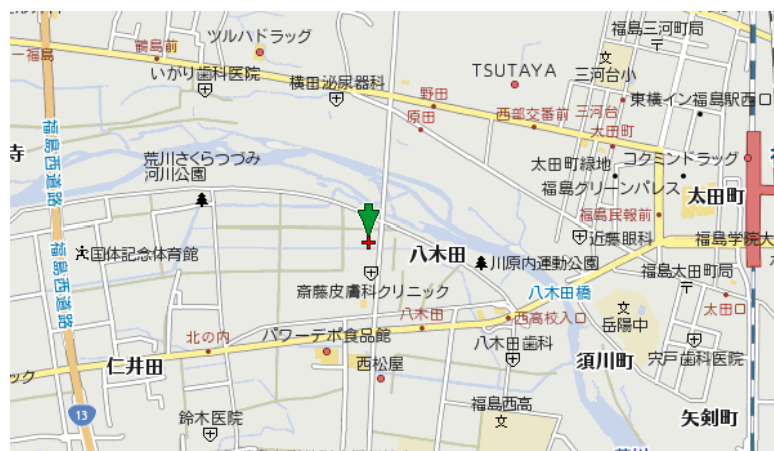 ツルハドラッグ
鶴島前
一福島
いがり歯科医院
横田泌尿器科
野田
原田
TSUTAYA
福島三河町局
三河台小
東横イン福島駅西口
西部交番前
三河台
太田町
太田町緑地
コクミンドラッグ
福島グリーンパレス
太田町
福島民報前
近藤眼科
福島学院大
福島西道路
寺
荒川さくらつづみ
河川公園
国体記念体育館
福島西道路
八木田
川原内運動公園
福島太田町局
斎藤皮膚科クリニック
八木田橋
太田口
八木田
西高校入口
岳陽中
北の内
パワーデポ食品館
八木田歯科
宍戸歯科医院
仁井田
西松屋
須川町
ック
13
鈴木医院
福島西高
矢剣町